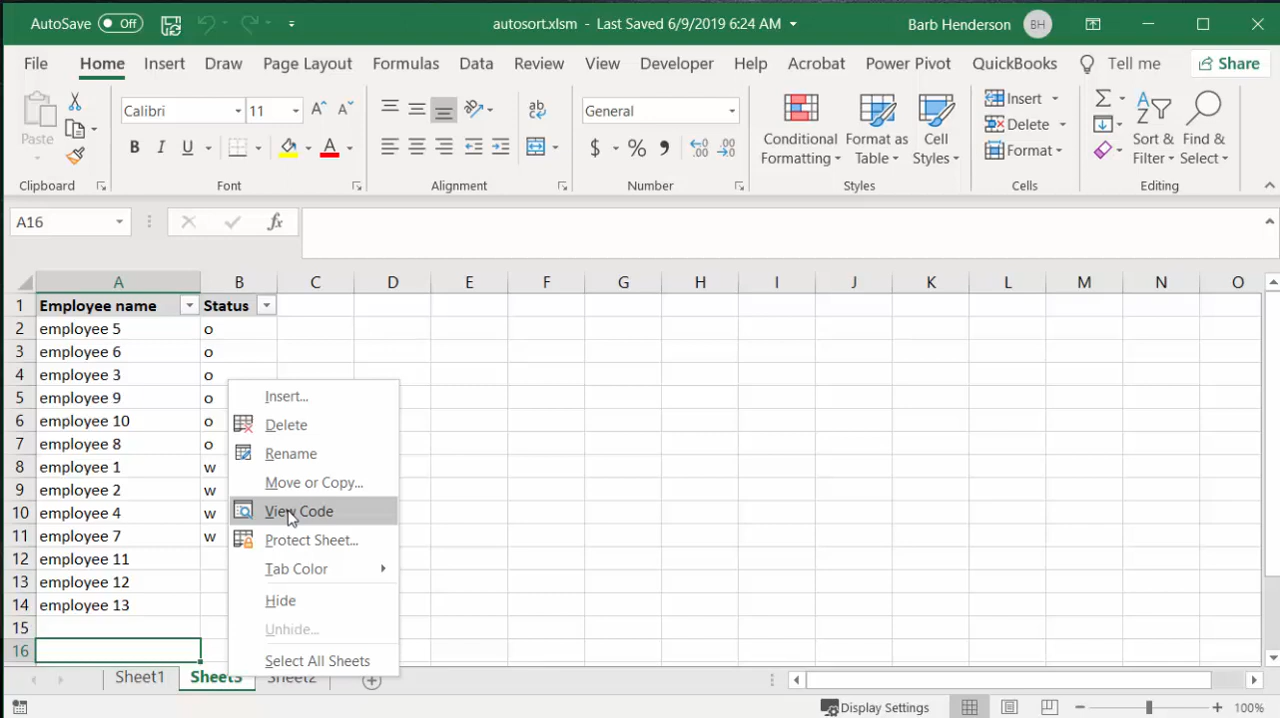 AutoSave Off autosort.xlsm - Last Saved 6/9/2019 6:24 AM Barb Henderson BH
File Home Insert Draw Page Layout Formulas Data Review View Developer Help Acrobat Power Pivot QuickBooks Tell me Share
Paste Calibri 11 General Conditional Formatting Format as Table Cell Styles Insert Delete Format Sort & Filter Find & Select
B I U A ab c $ % .00 .0
Clipboard Font Alignment Number Styles Cells Editing
A16 fx
A B C D E F G H I J K L M N O
1 Employee name Status
2 employee 5 o
3 employee 6 o
4 employee 3 o
5 employee 9 o
6 employee 10 o
7 employee 8 o
8 employee 1 w
9 employee 2 w
10 employee 4 w
11 employee 7 w
12 employee 11
13 employee 12
14 employee 13
15
16
Insert...
Delete
Rename
Move or Copy...
View Code
Protect Sheet...
Tab Color
Hide
Unhide...
Select All Sheets
Sheet1 Sheet3 Sheet2
Display Settings 100%